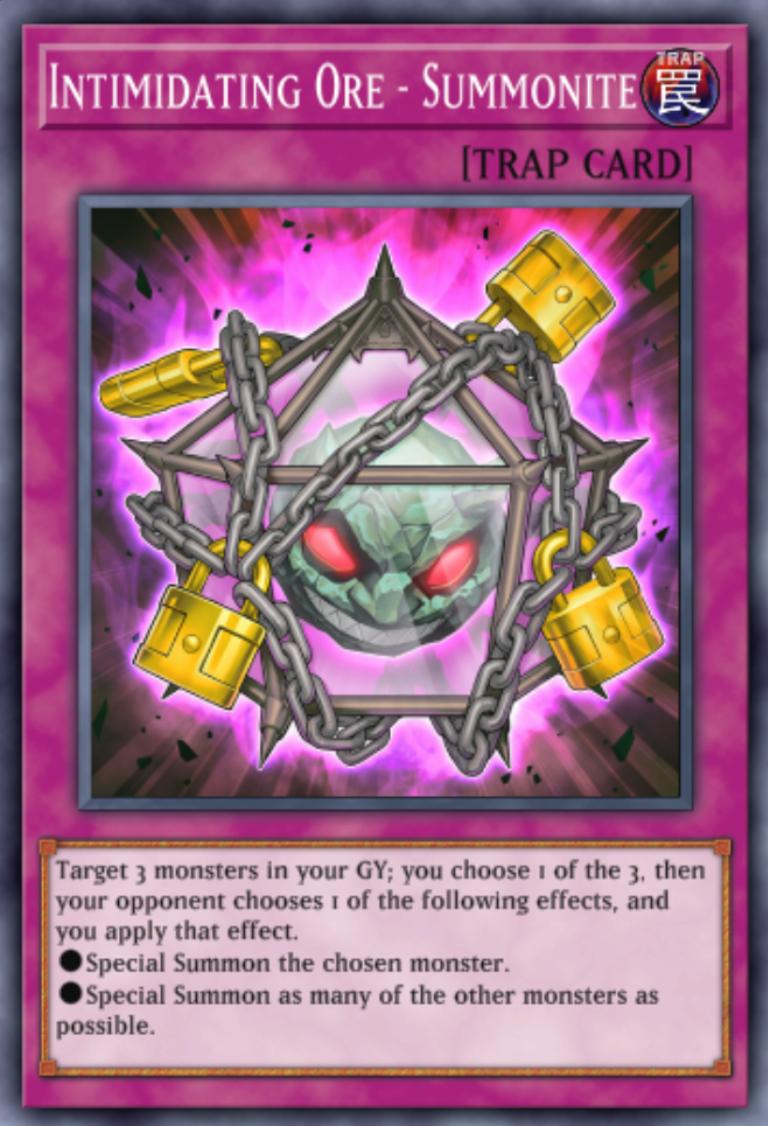 Intimidating Ore - Summonite
TRAP
罠
[TRAP CARD]
Target 3 monsters in your GY; you choose 1 of the 3, then
your opponent chooses 1 of the following effects, and
you apply that effect.
●Special Summon the chosen monster.
●Special Summon as many of the other monsters as
possible.